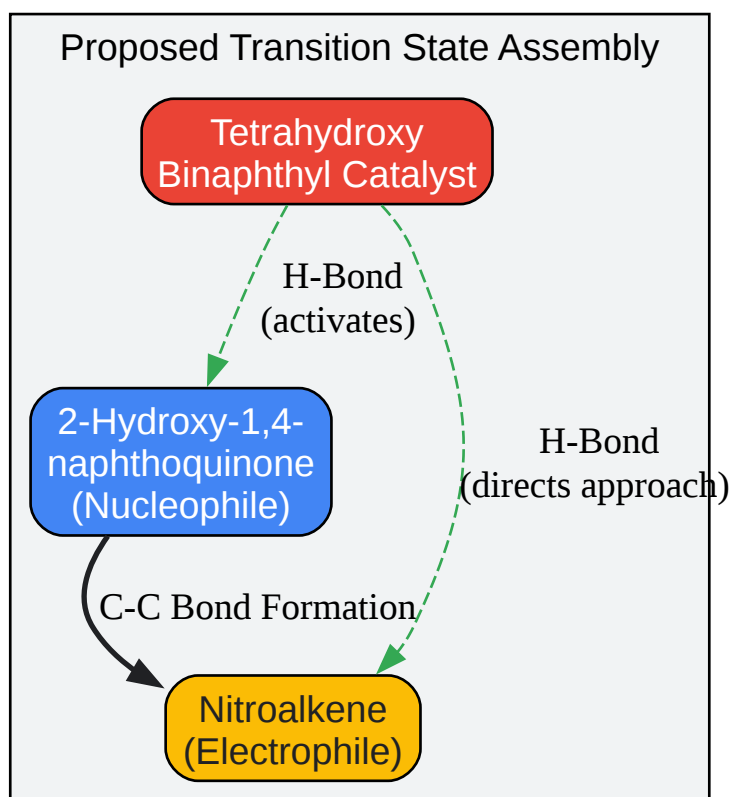 Proposed Transition State Assembly
Tetrahydroxy
Binaphthyl Catalyst
H-Bond
(activates)
2-Hydroxy-1,4-
naphthoquinone
(Nucleophile)
H-Bond
(directs approach)
C-C Bond Formation
Nitroalkene
(Electrophile)